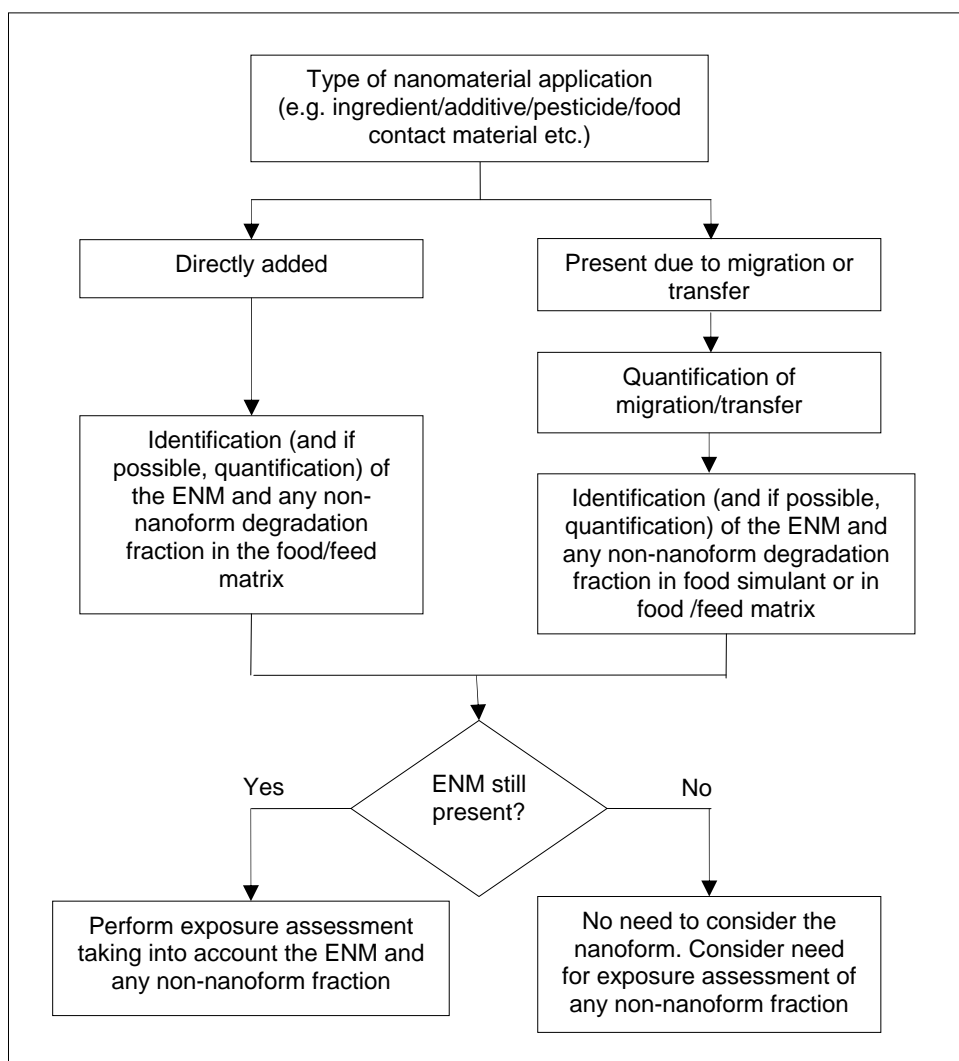 Type of nanomaterial application
(e.g. ingredient/additive/pesticide/food
contact material etc.)
Directly added
Present due to migration or
transfer
Quantification of
migration/transfer
Identification (and if
possible, quantification) of
the ENM and any non-
nanoform degradation
fraction in the food/feed
matrix
Identification (and if possible,
quantification) of the ENM and
any non-nanoform degradation
fraction in food simulant or in
food /feed matrix
Yes
ENM still
present?
No
Perform exposure assessment
taking into account the ENM and
any non-nanoform fraction
No need to consider the
nanoform. Consider need
for exposure assessment of
any non-nanoform fraction